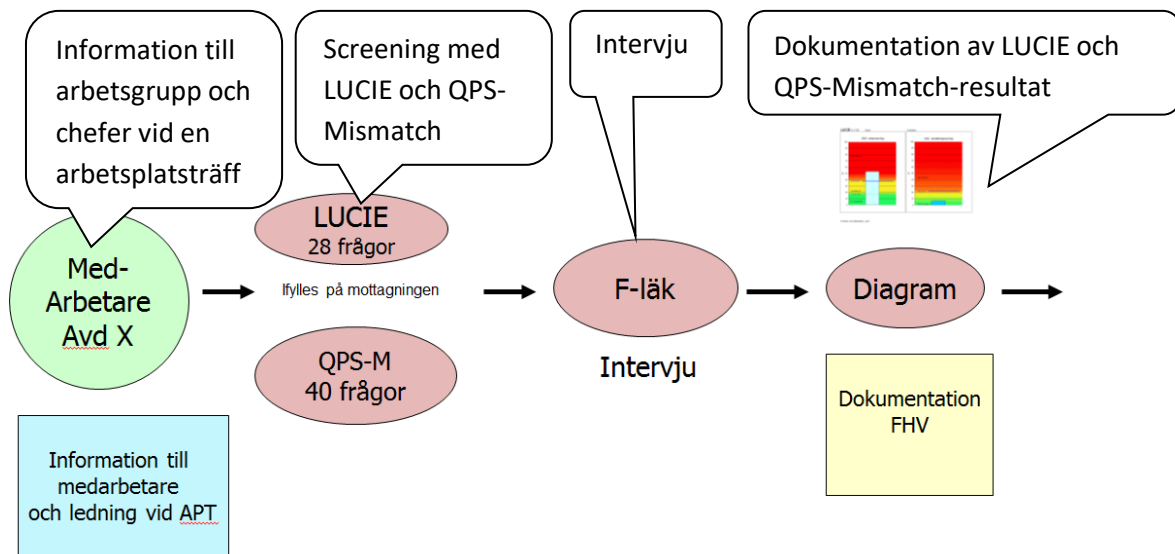 Information till
arbetsgrupp och
chefer vid en
arbetsplatsträff
Screening med
LUCIE och QPS-
Mismatch
Intervju
Dokumentation av LUCIE och
QPS-Mismatch-resultat
Med-
Arbetare
Avd X
LUCIE
28 frågor
Ifylles på mottagningen
QPS-M
40 frågor
F-läk
Intervju
Diagram
Information till
medarbetare
och ledning vid APT
Dokumentation
FHV